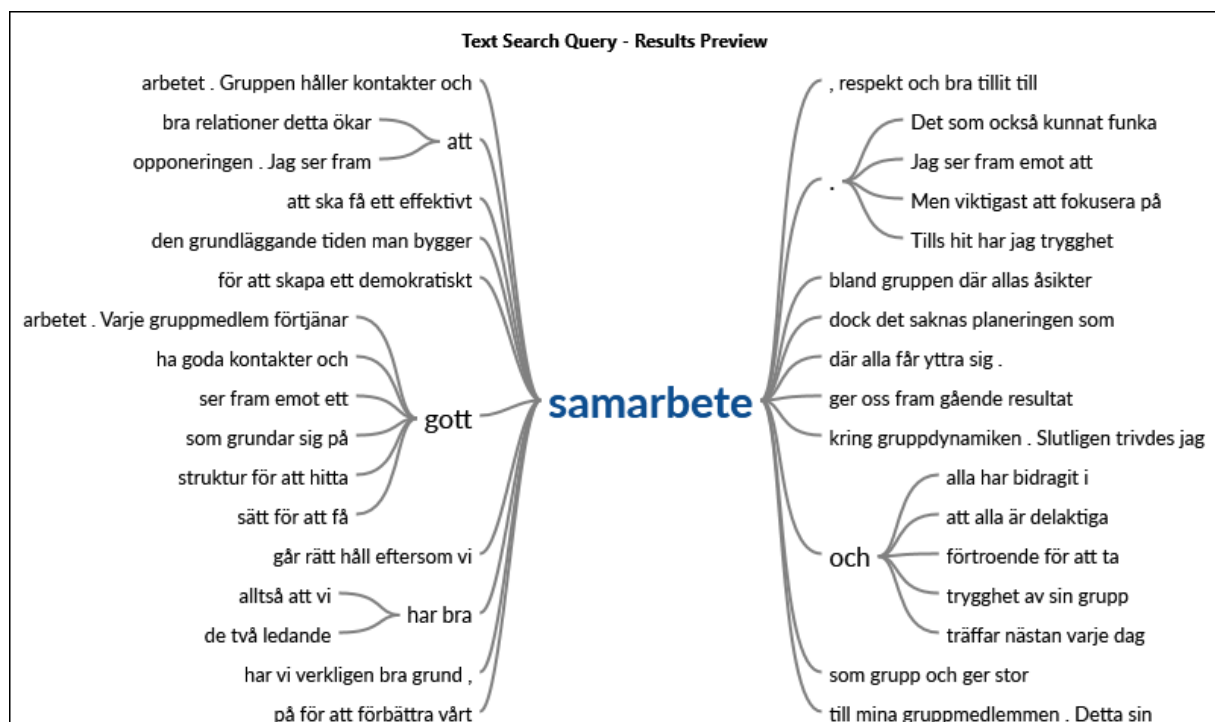 Text Search Query - Results Preview
arbetet . Gruppen håller kontakter och
bra relationer detta ökar
att
opponeringen . Jag ser fram
att ska få ett effektivt
den grundläggande tiden man bygger
för att skapa ett demokratiskt
arbetet . Varje gruppmedlem förtjänar
ha goda kontakter och
ser fram emot ett
gott
som grundar sig på
struktur för att hitta
sätt för att få
går rätt håll eftersom vi
alltså att vi
har bra
de två ledande
har vi verkligen bra grund ,
på för att förbättra vårt
samarbete
, respekt och bra tillit till
Det som också kunnat funka
Jag ser fram emot att
.
Men viktigast att fokusera på
Tills hit har jag trygghet
bland gruppen där allas åsikter
dock det saknas planeringen som
där alla får yttra sig .
ger oss fram gående resultat
kring gruppdynamiken . Slutligen trivdes jag
alla har bidragit i
att alla är delaktiga
och
förtroende för att ta
trygghet av sin grupp
träffar nästan varje dag
som grupp och ger stor
till mina gruppmedlemmen . Detta sin